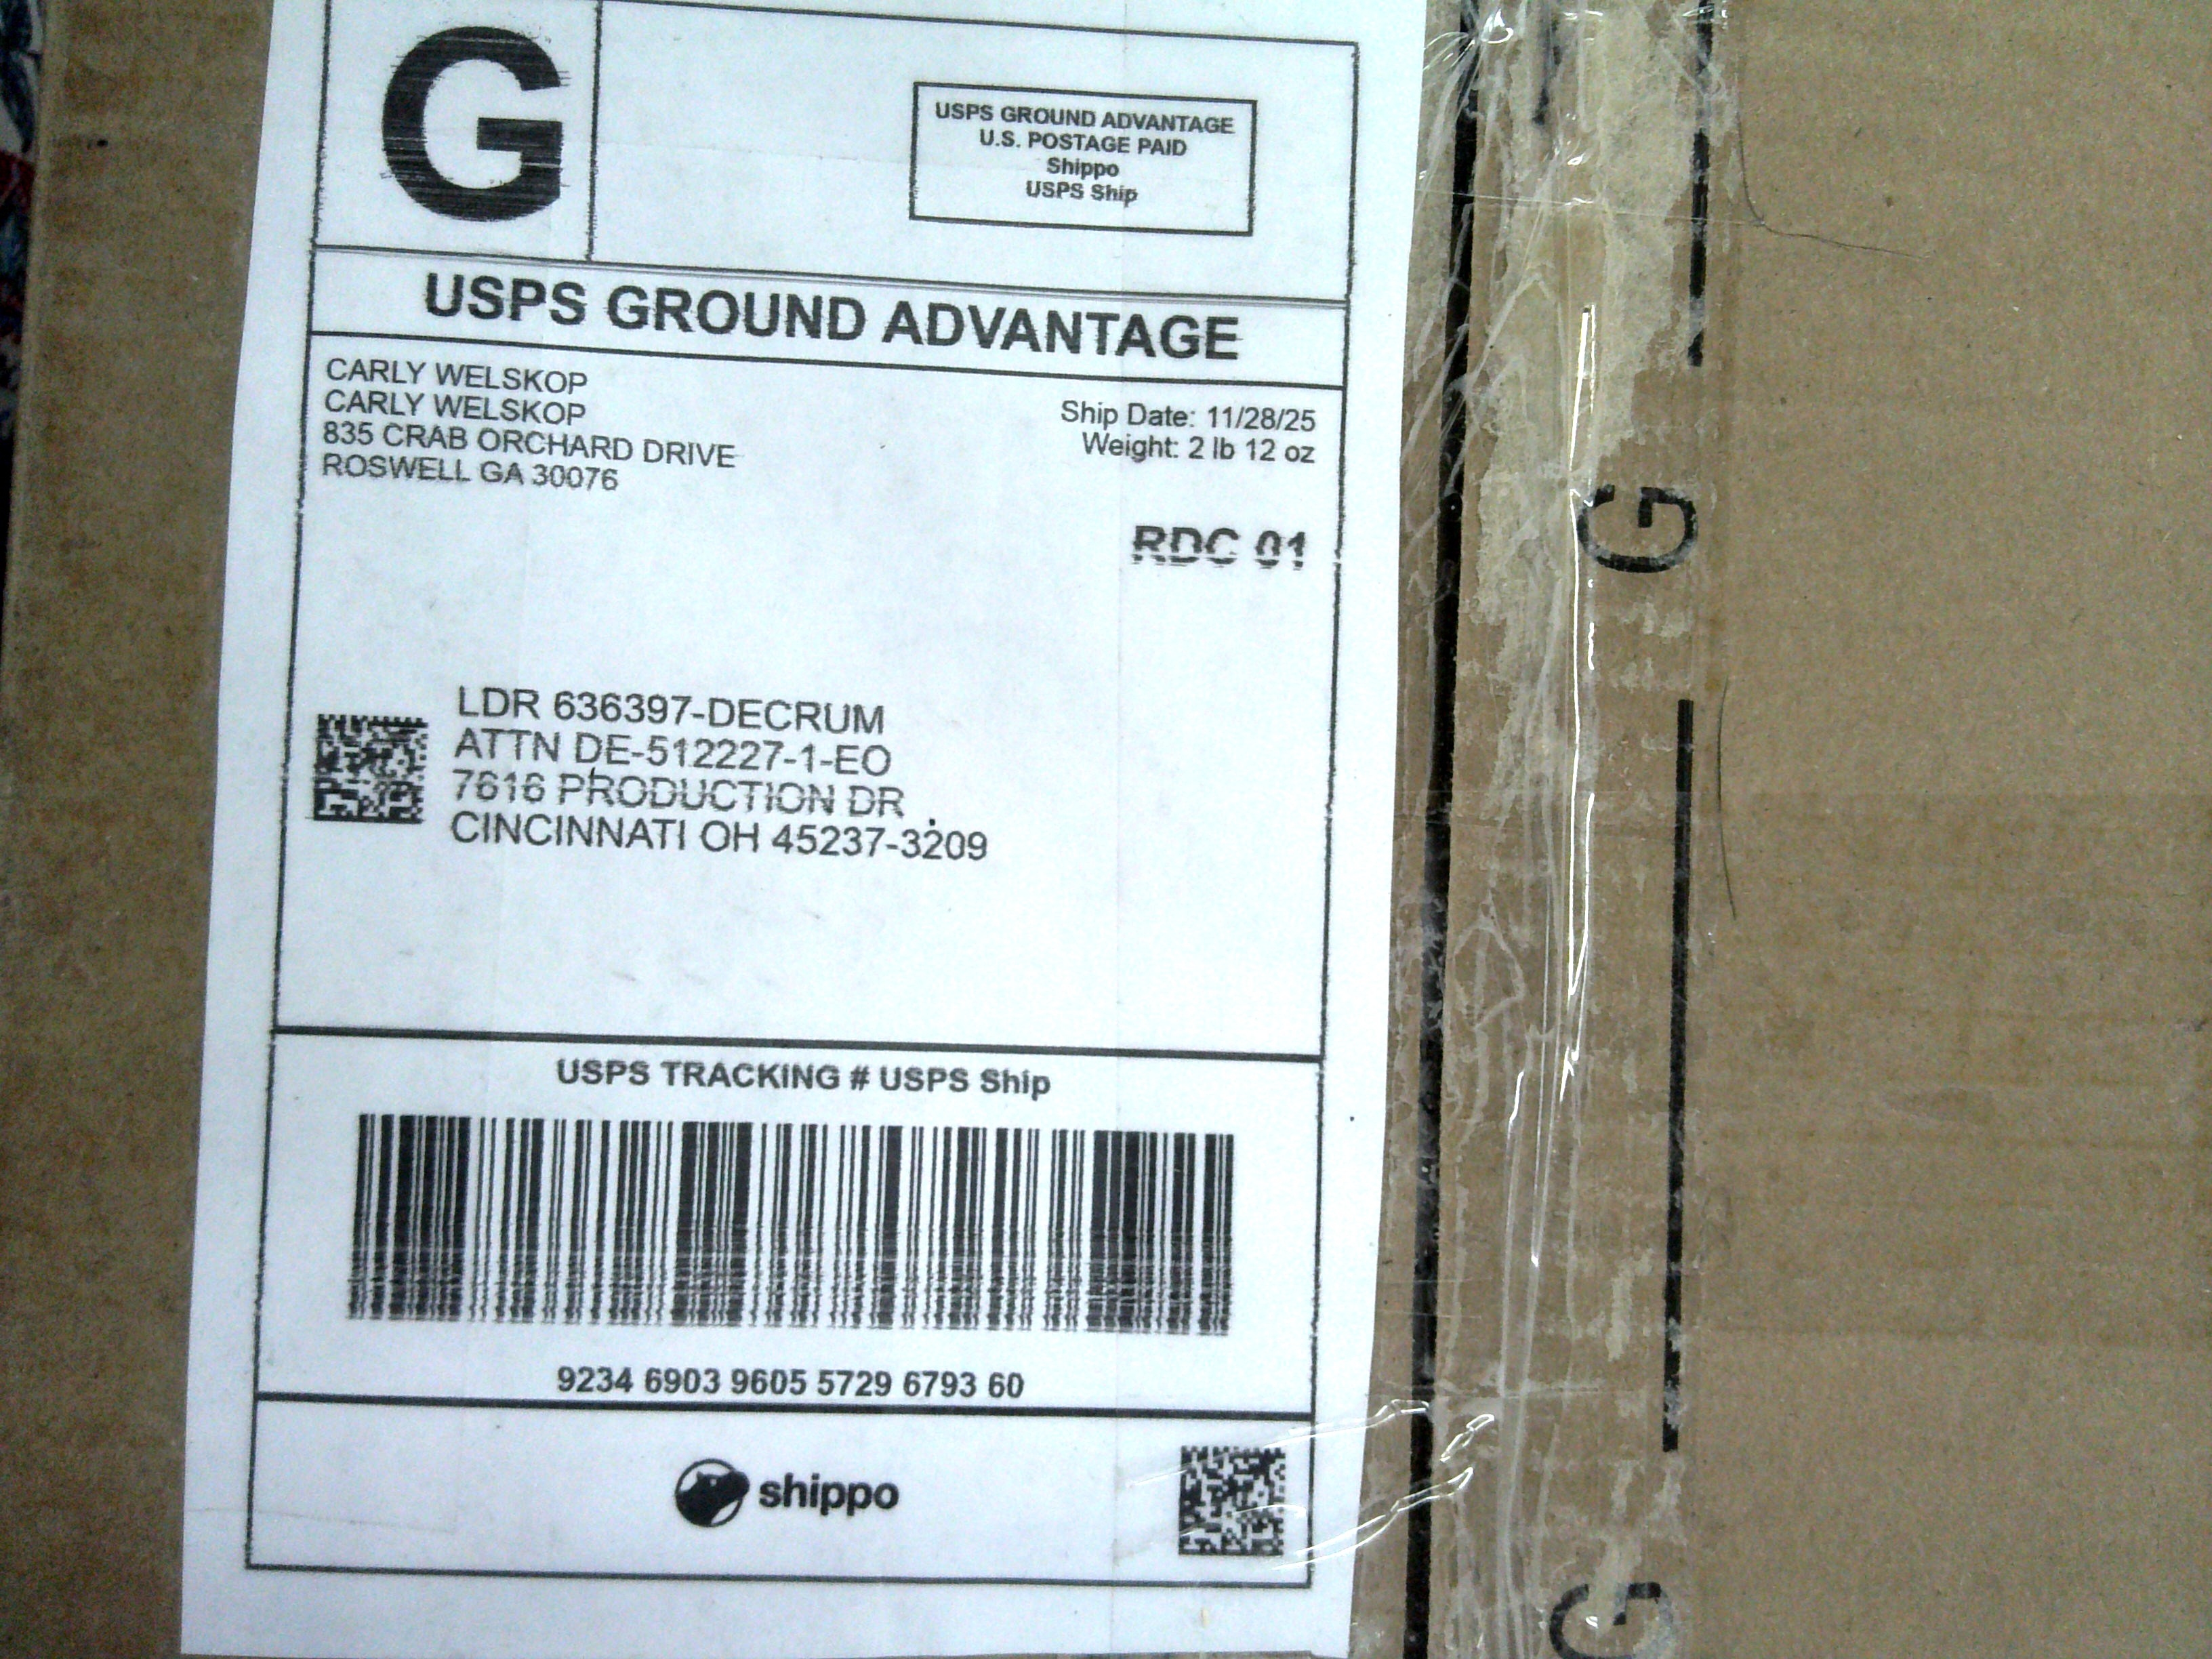 G
USPS GROUND ADVANTAGE
U.S. POSTAGE PAID
Shippo
USPS Ship
USPS GROUND ADVANTAGE
CARLY WELSKOP
CARLY WELSKOP
835 CRAB ORCHARD DRIVE
ROSWELL GA 30076
Ship Date: 11/28/25
Weight: 2 lb 12 oz
RDC 01
LDR 636397-DECRUM
ATTN DE-512227-1-EO
7616 PRODUCTION DR
CINCINNATI OH 45237-3209
USPS TRACKING # USPS Ship
9234 6903 9605 5729 6793 60
shippo
G
G